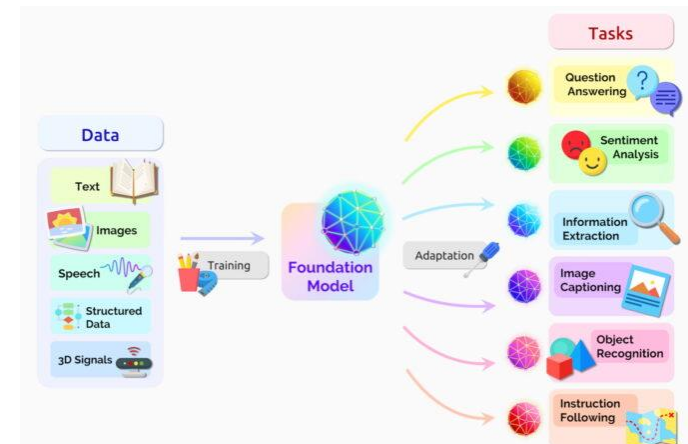 Tasks
Question
Answering
?
Data
Sentiment
Analysis
Text
Images
Information
Extraction
Speech
Training
Foundation
Model
Adaptation
Image
Captioning
Structured
Data
3D Signals
Object
Recognition
Instruction
Following